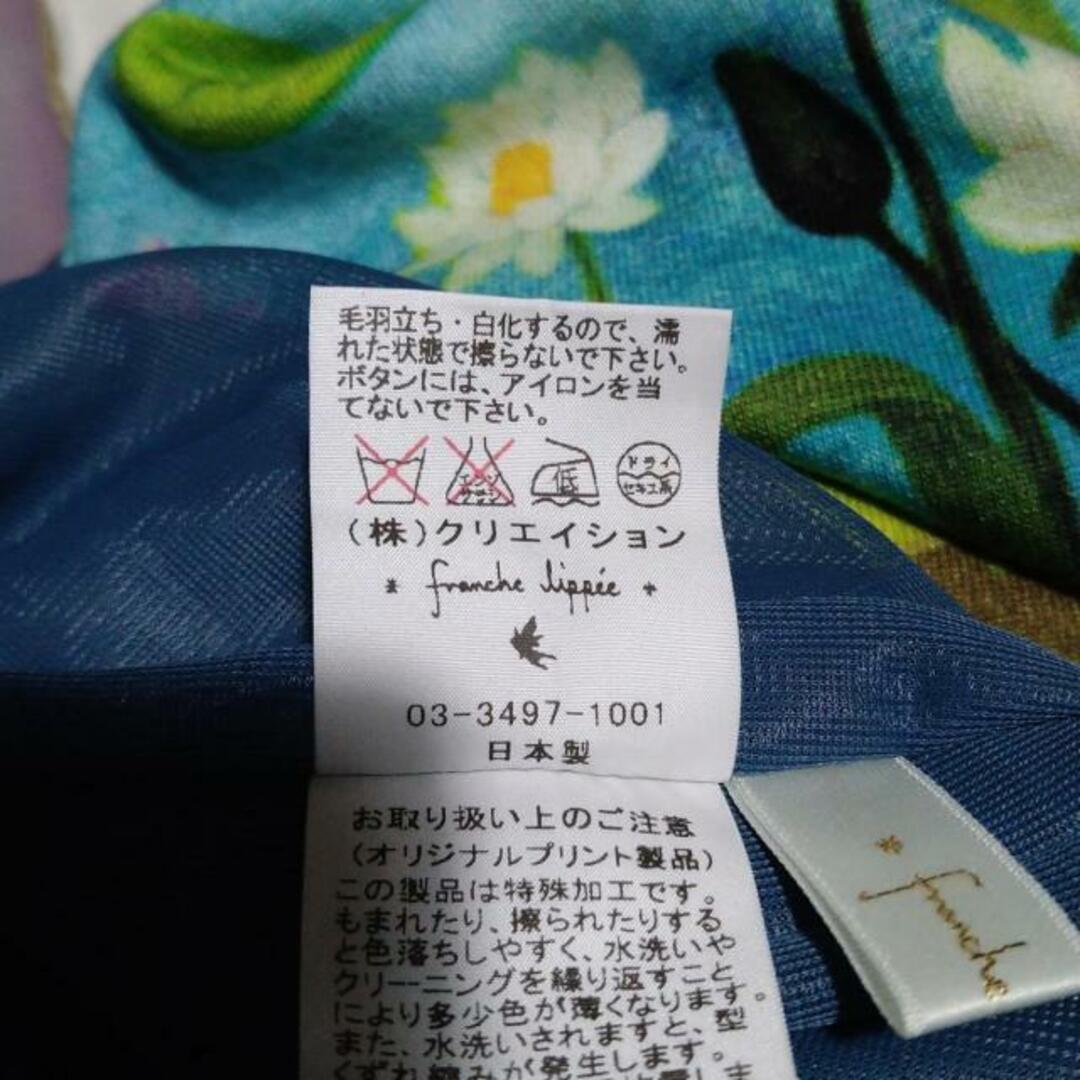 毛羽立ち・白化するので、濡
れた状態で擦らないで下さい。
ボタンには、アイロンを当
てないで下さい。
エンソ
サラシ
低
ドライ
セキユ系
(株)クリエイション
* franche lippée +
03-3497-1001
日本製
お取り扱い上のご注意
(オリジナルプリント製品)
この製品は特殊加工です。
もまれたり、擦られたりする
と色落ちしやすく、水洗いや
クリーニングを繰り返すこと
により多少色が薄くなります。
また、水洗いされますと、型
くずれ縮みが発生します。
* franche